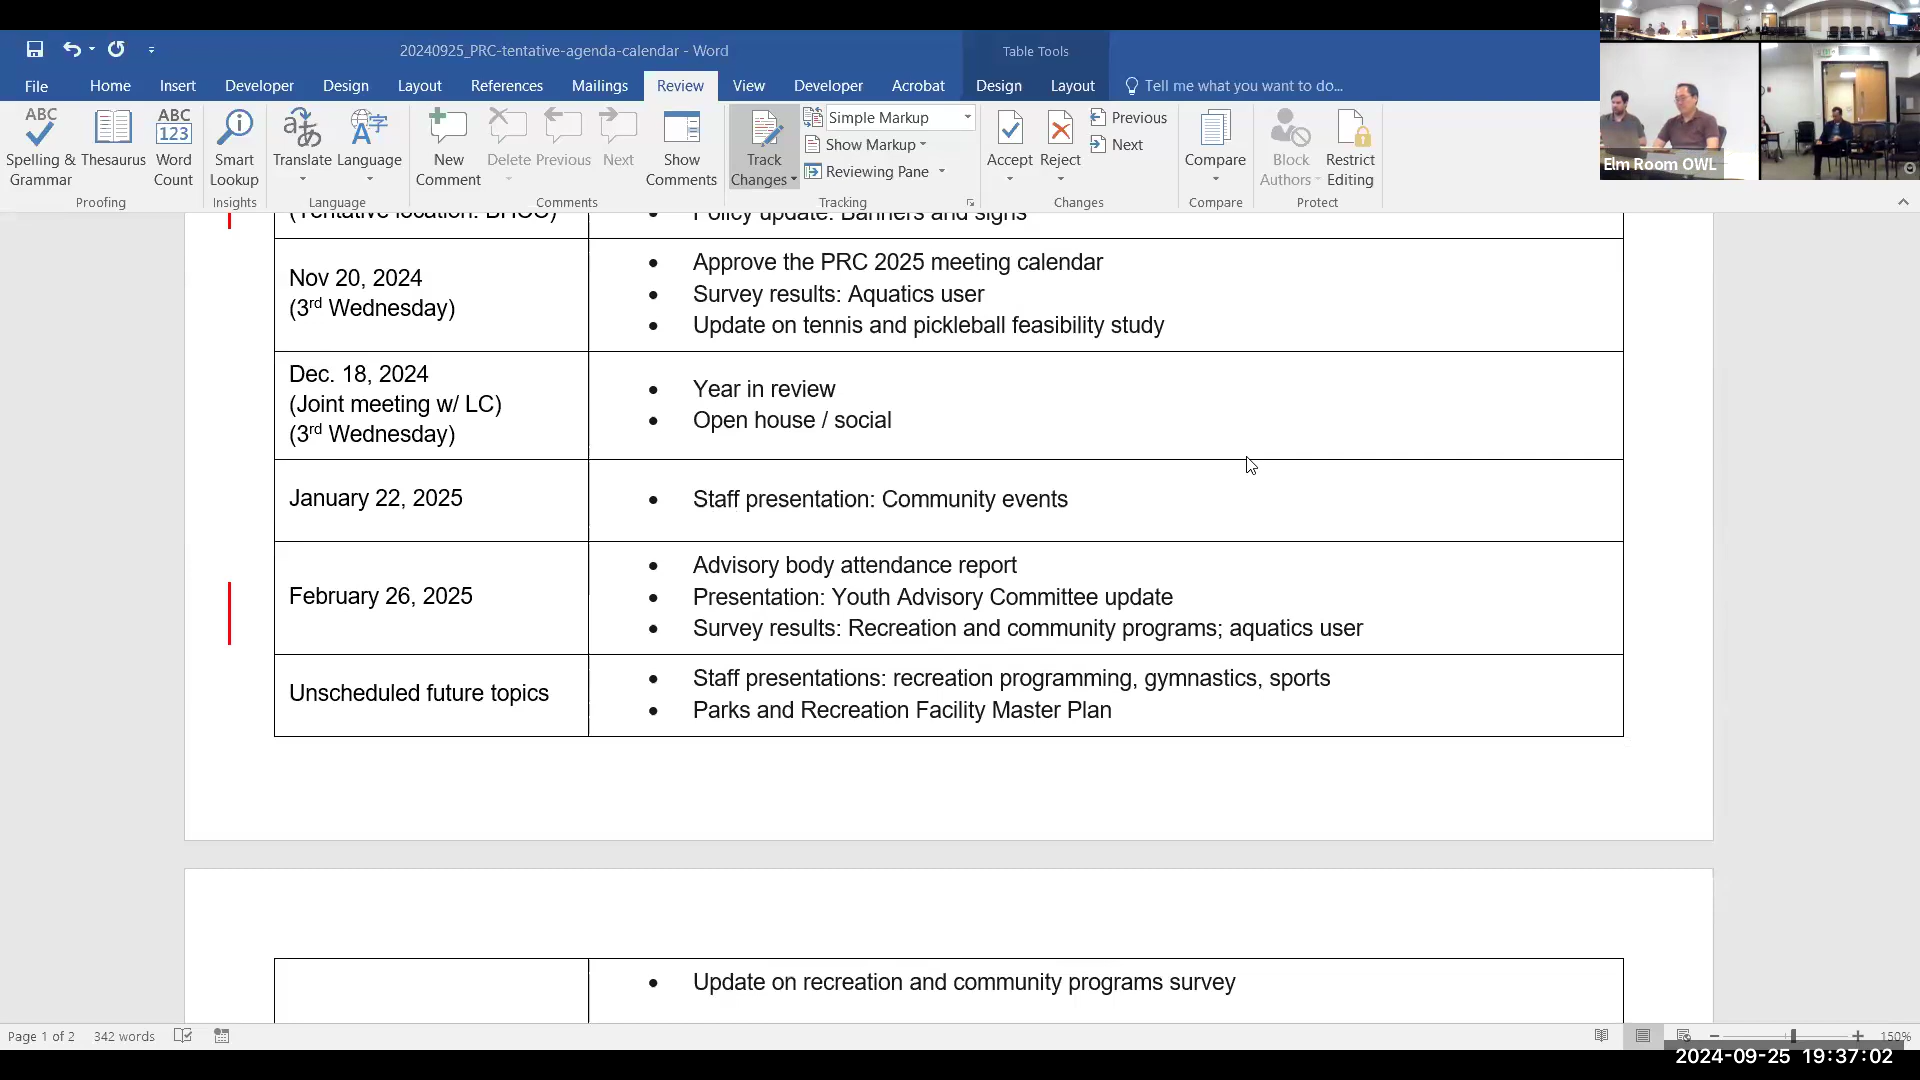 20240925_PRC-tentative-agenda-calendar - Word
Table Tools
File Home Insert Developer Design Layout References Mailings Review View Developer Acrobat Design Layout Tell me what you want to do...
ABC
Spelling &
Grammar
Thesaurus
ABC
123
Word
Count
Smart
Lookup
Translate
Language
New
Comment
Delete
Previous
Next
Show
Comments
Track
Changes
Simple Markup
Show Markup
Reviewing Pane
Accept
Reject
Previous
Next
Compare
Block
Authors
Restrict
Editing
Proofing
Insights
Language
Comments
Tracking
Changes
Compare
Protect
Elm Room OWL
(Tentative location: BHCC)
• Policy update: Banners and signs
Nov 20, 2024
(3rd Wednesday)
• Approve the PRC 2025 meeting calendar
• Survey results: Aquatics user
• Update on tennis and pickleball feasibility study
Dec. 18, 2024
(Joint meeting w/ LC)
(3rd Wednesday)
• Year in review
• Open house / social
January 22, 2025
• Staff presentation: Community events
February 26, 2025
• Advisory body attendance report
• Presentation: Youth Advisory Committee update
• Survey results: Recreation and community programs; aquatics user
Unscheduled future topics
• Staff presentations: recreation programming, gymnastics, sports
• Parks and Recreation Facility Master Plan
• Update on recreation and community programs survey
Page 1 of 2 342 words
150%
2024-09-25 19:37:02